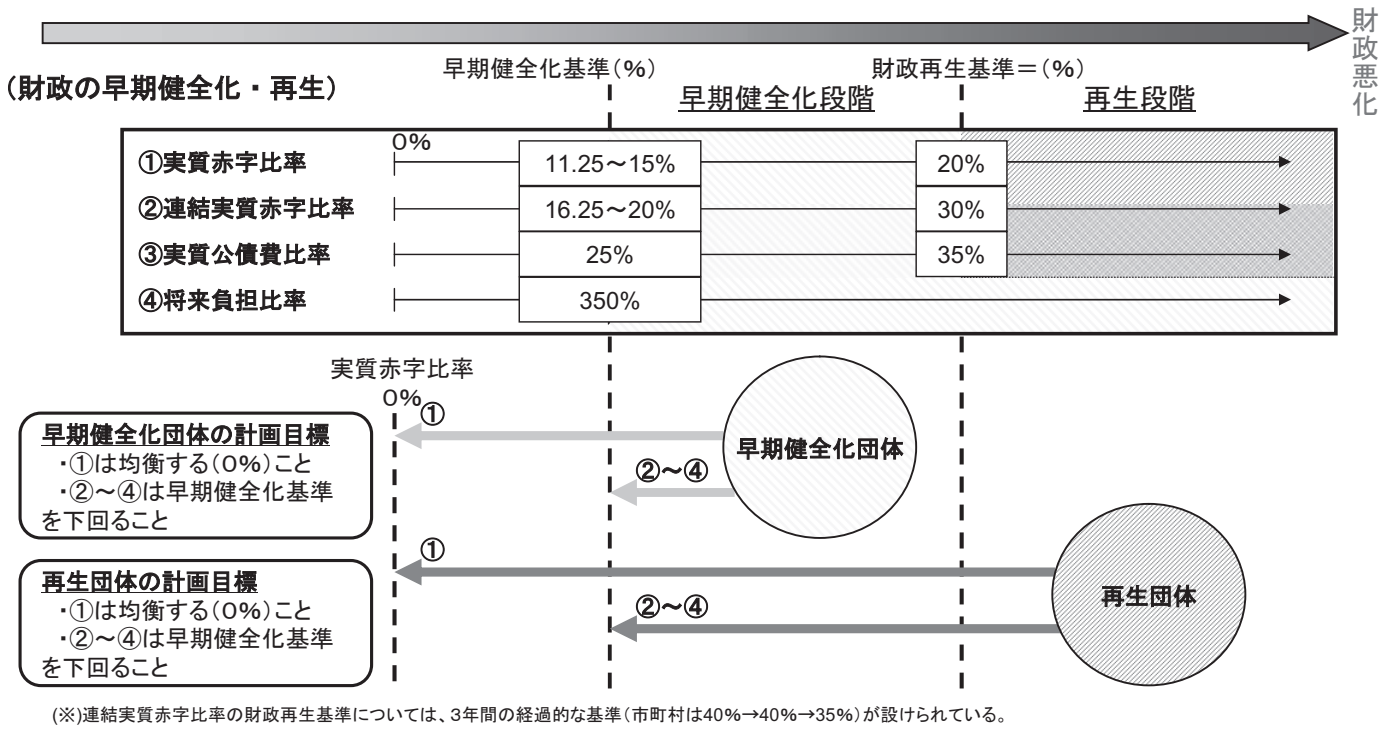 財政悪化
早期健全化基準(%)
財政再生基準＝(%)
(財政の早期健全化・再生)
早期健全化段階
再生段階
0%
①実質赤字比率
11.25～15%
20%
②連結実質赤字比率
16.25～20%
30%
③実質公債費比率
25%
35%
④将来負担比率
350%
実質赤字比率
0%
①
早期健全化団体の計画目標
・①は均衡する(0%)こと
・②～④は早期健全化基準
を下回ること
②～④
早期健全化団体
①
再生団体の計画目標
・①は均衡する(0%)こと
・②～④は早期健全化基準
を下回ること
②～④
再生団体
(※)連結実質赤字比率の財政再生基準については、3年間の経過的な基準(市町村は40%→40%→35%)が設けられている。